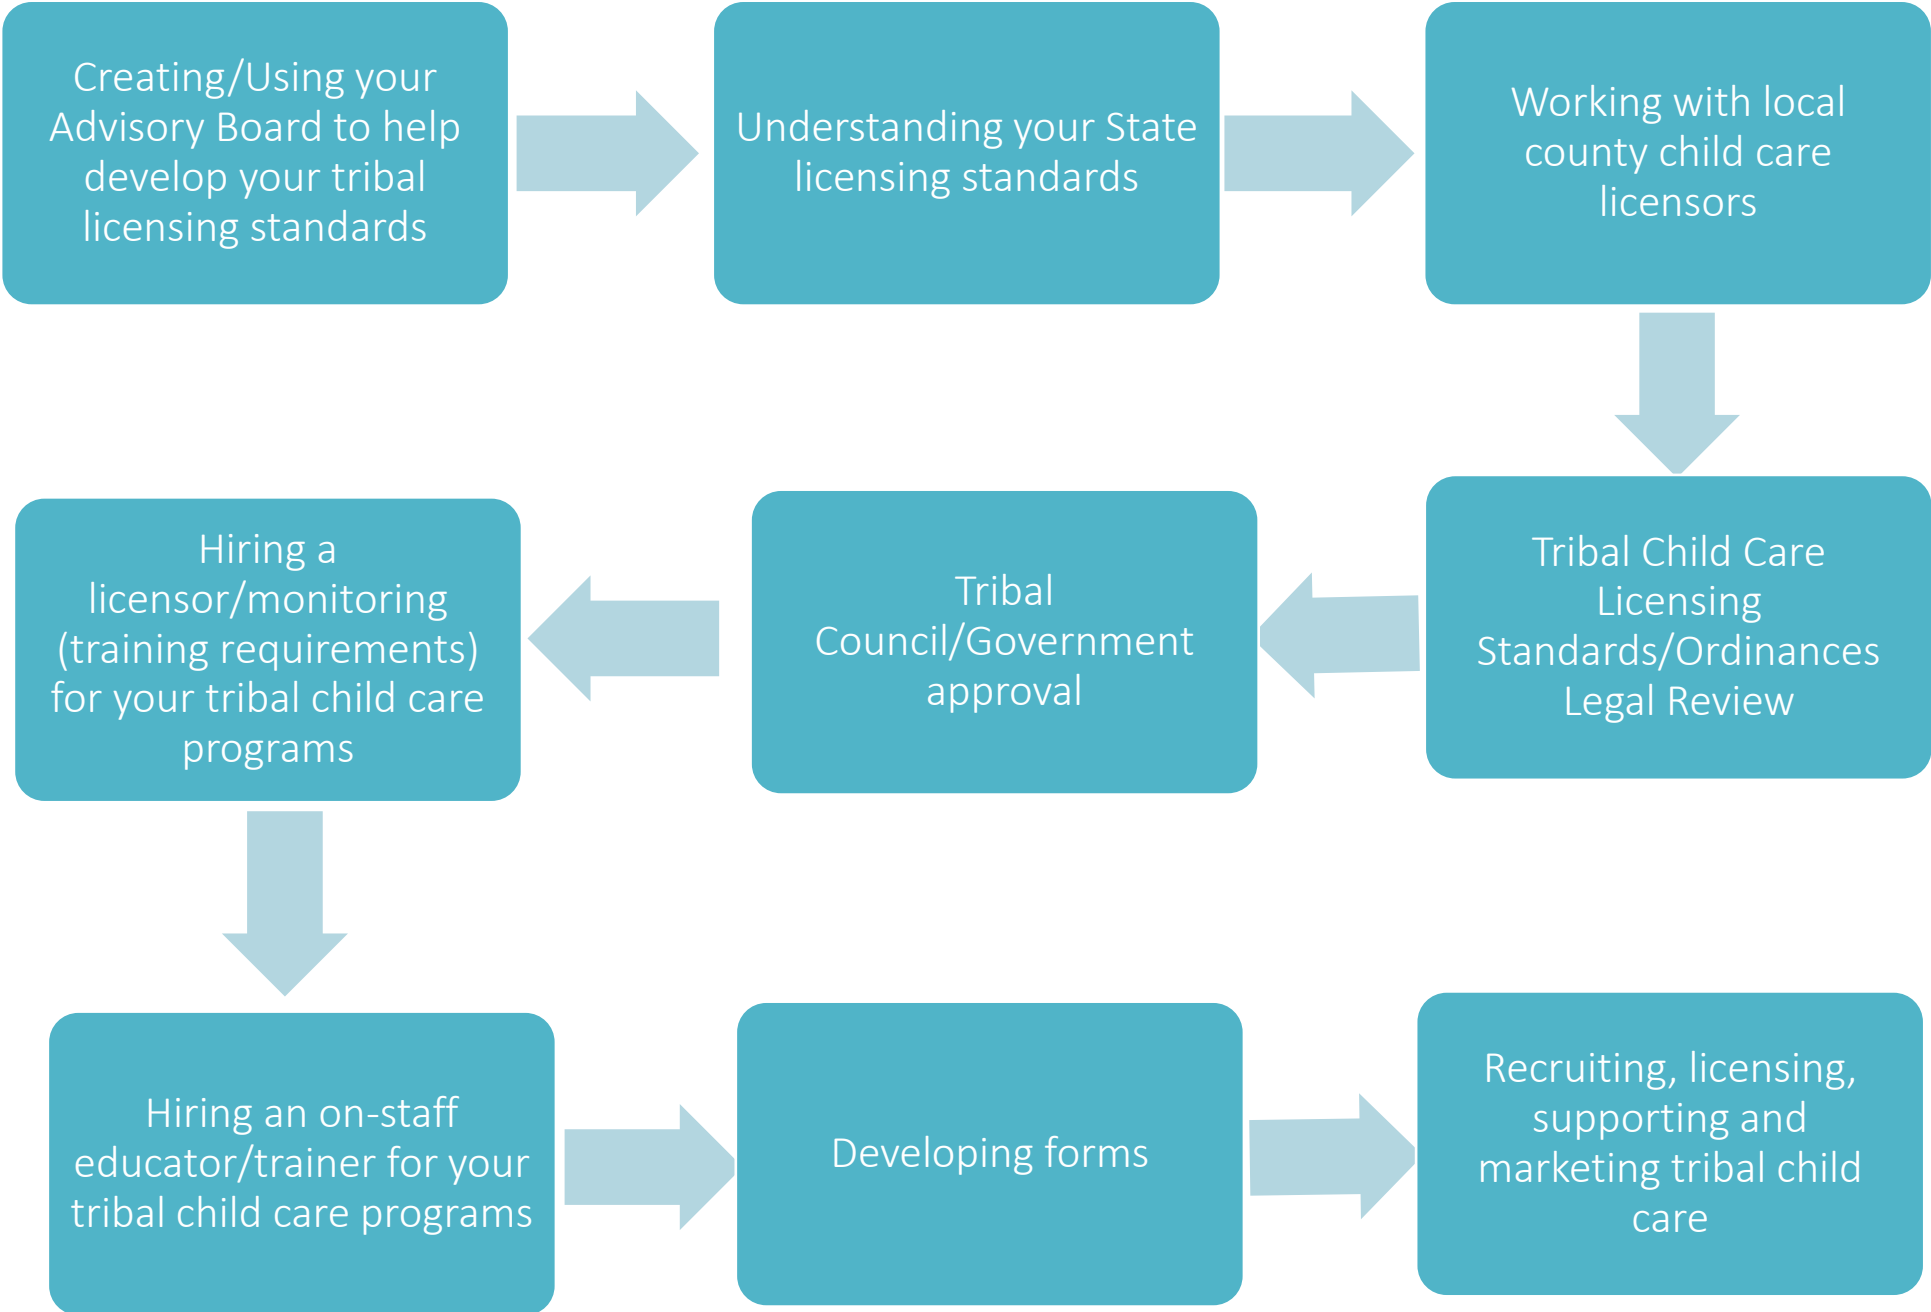 Creating/Using your
Advisory Board to help
develop your tribal
licensing standards
Understanding your State
licensing standards
Working with local
county child care
licensors
Tribal Child Care
Licensing
Standards/Ordinances
Legal Review
Tribal
Council/Government
approval
Hiring a
licensor/monitoring
(training requirements)
for your tribal child care
programs
Hiring an on-staff
educator/trainer for your
tribal child care programs
Developing forms
Recruiting, licensing,
supporting and
marketing tribal child
care